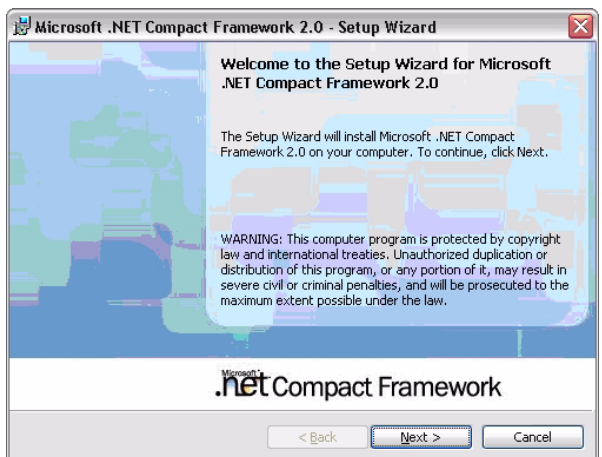 Microsoft .NET Compact Framework 2.0 - Setup Wizard
Welcome to the Setup Wizard for Microsoft
.NET Compact Framework 2.0
The Setup Wizard will install Microsoft .NET Compact
Framework 2.0 on your computer. To continue, click Next.
WARNING: This computer program is protected by copyright
law and international treaties. Unauthorized duplication or
distribution of this program, or any portion of it, may result in
severe civil or criminal penalties, and will be prosecuted to the
maximum extent possible under the law.
Microsoft
.net Compact Framework
< Back
Next >
Cancel